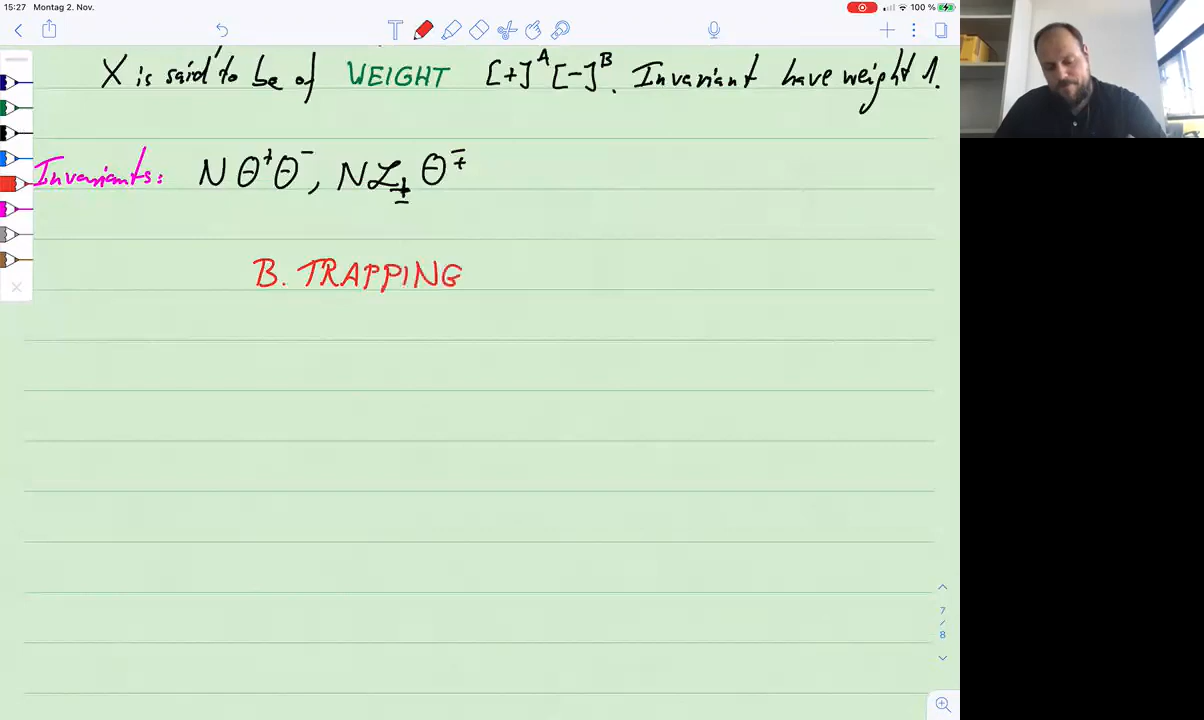 15:27 Montag 2. Nov. 100 %
X is said to be of WEIGHT [+]^A [-]^B. Invariant have weight 1.
Invariants: N Θ⁺Θ⁻, N ℒ± Θ∓
B. TRAPPING
7
/
8